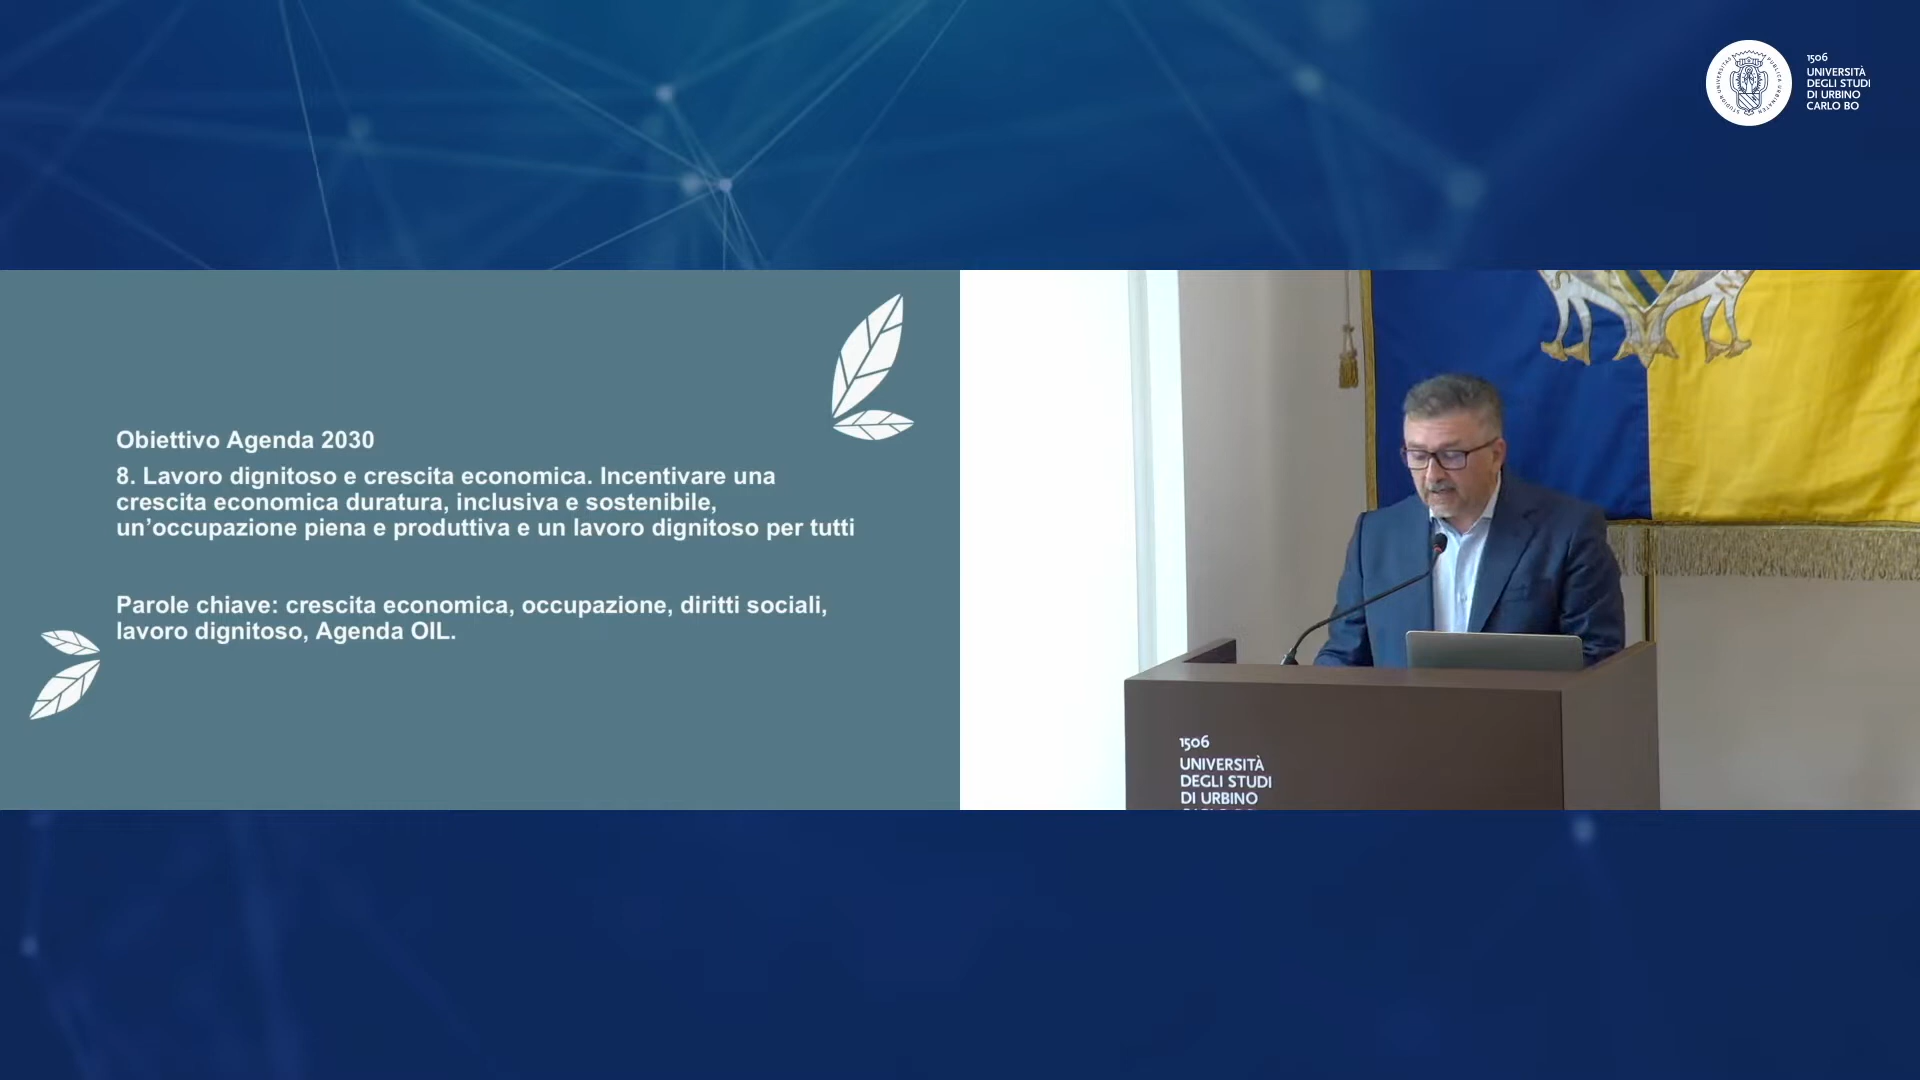 1506
UNIVERSITÀ
DEGLI STUDI
DI URBINO
CARLO BO
Obiettivo Agenda 2030
8. Lavoro dignitoso e crescita economica. Incentivare una
crescita economica duratura, inclusiva e sostenibile,
un’occupazione piena e produttiva e un lavoro dignitoso per tutti
Parole chiave: crescita economica, occupazione, diritti sociali,
lavoro dignitoso, Agenda OIL.
1506
UNIVERSITÀ
DEGLI STUDI
DI URBINO